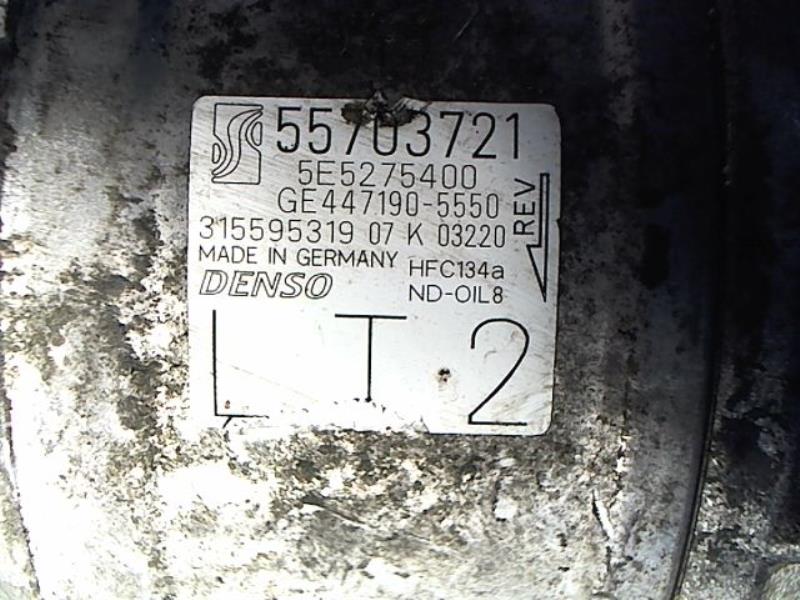 55703721
5E5275400
GE447190-5550
REV
315595319 07 K 03220
MADE IN GERMANY HFC134a
DENSO ND-OIL8
LT2